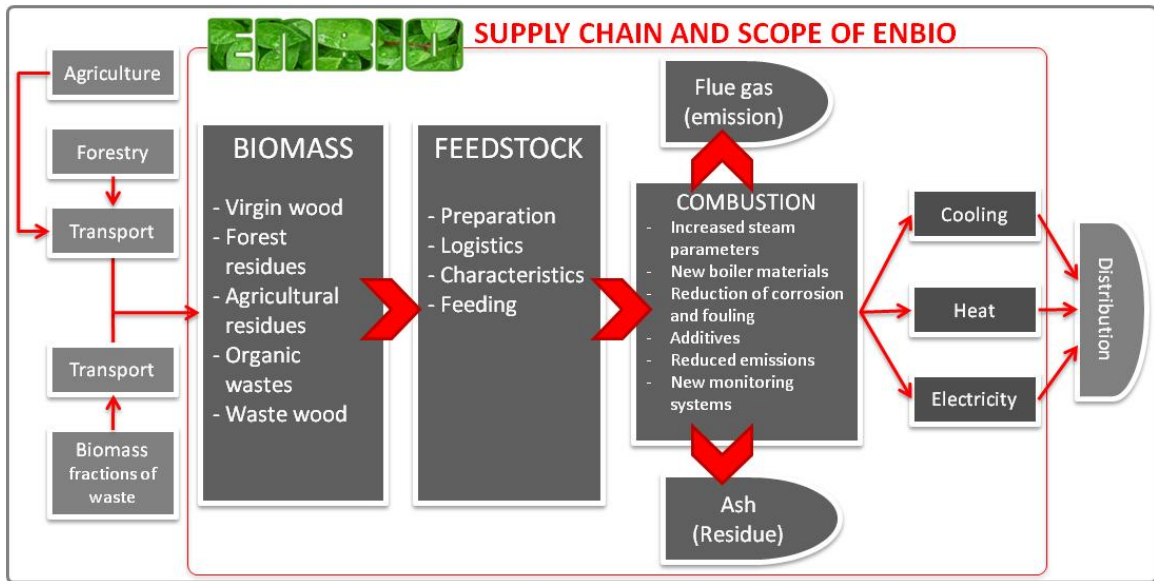 ENBIO
SUPPLY CHAIN AND SCOPE OF ENBIO
Agriculture
Forestry
Transport
Transport
Biomass
fractions of
waste
BIOMASS
- Virgin wood
- Forest
residues
- Agricultural
residues
- Organic
wastes
- Waste wood
FEEDSTOCK
- Preparation
- Logistics
- Characteristics
- Feeding
Flue gas
(emission)
COMBUSTION
- Increased steam
parameters
- New boiler materials
- Reduction of corrosion
and fouling
- Additives
- Reduced emissions
- New monitoring
systems
Ash
(Residue)
Cooling
Heat
Electricity
Distribution